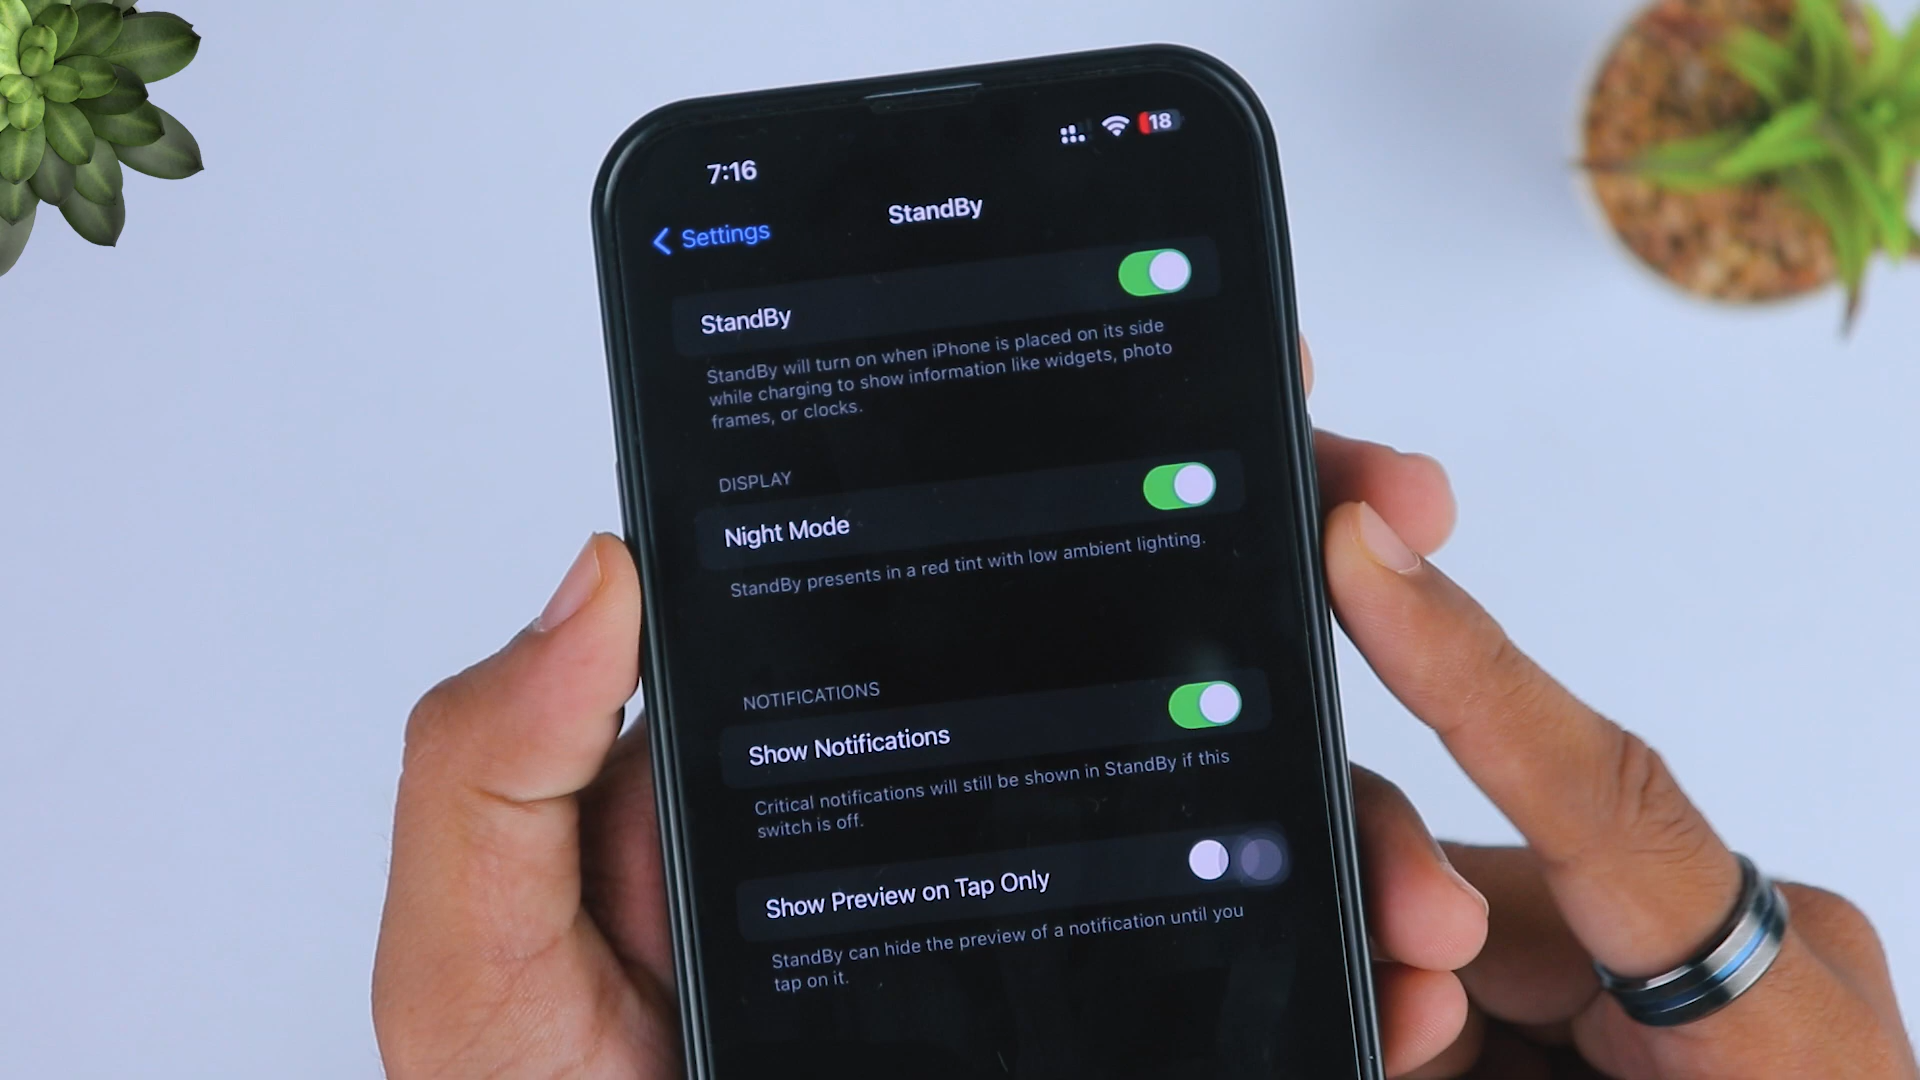 7:16
18
Settings
StandBy
StandBy
StandBy will turn on when iPhone is placed on its side
while charging to show information like widgets, photo
frames, or clocks.
DISPLAY
Night Mode
StandBy presents in a red tint with low ambient lighting.
NOTIFICATIONS
Show Notifications
Critical notifications will still be shown in StandBy if this
switch is off.
Show Preview on Tap Only
StandBy can hide the preview of a notification until you
tap on it.